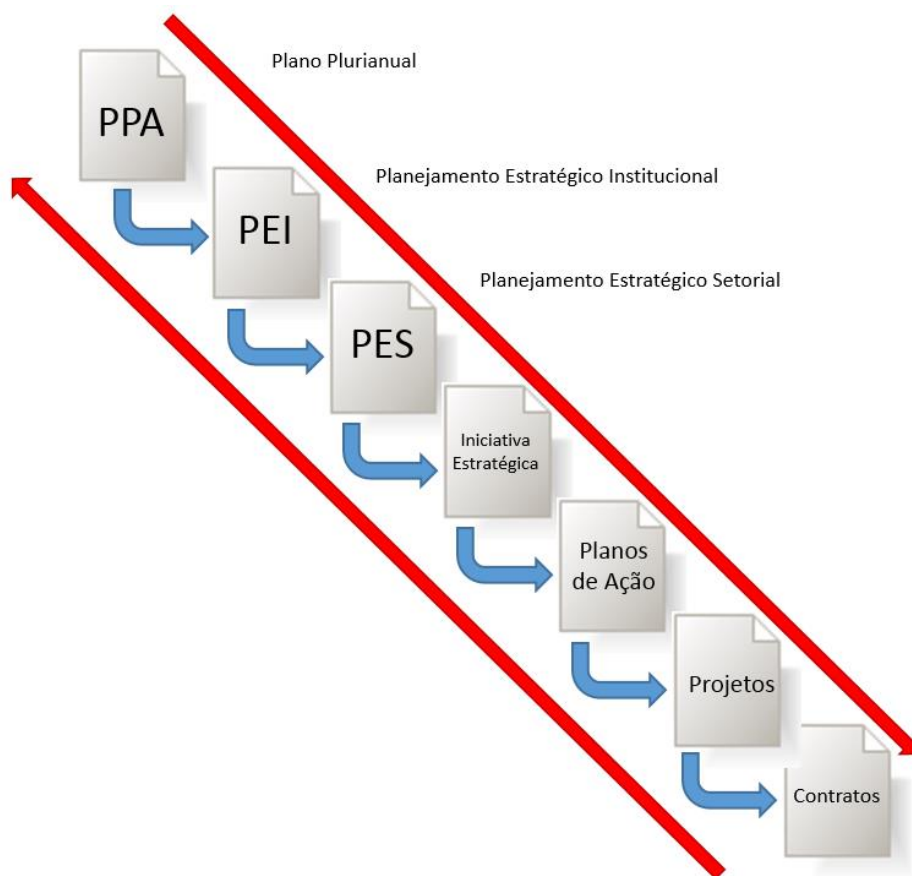 Plano Plurianual
PPA
Planejamento Estratégico Institucional
PEI
Planejamento Estratégico Setorial
PES
Iniciativa
Estratégica
Planos
de Ação
Projetos
Contratos